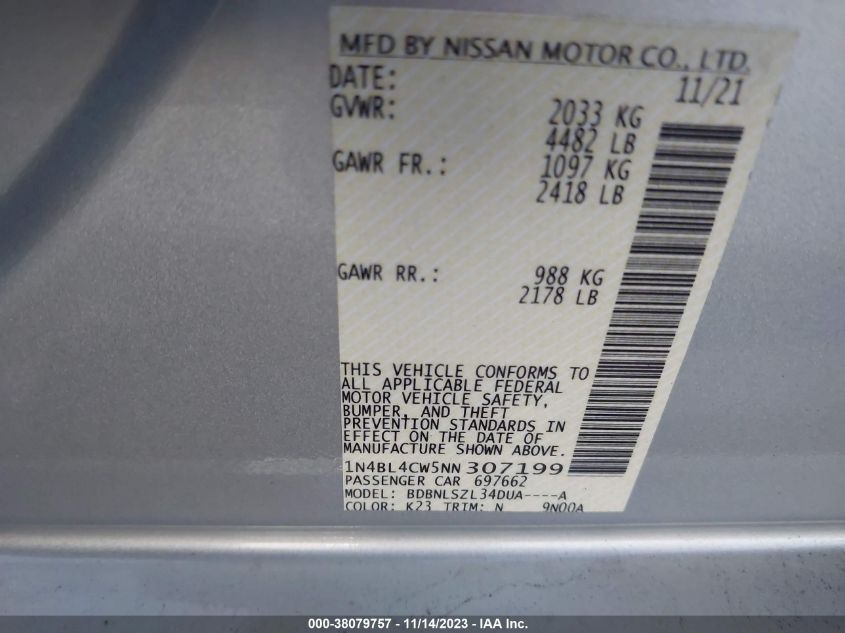 MFD BY NISSAN MOTOR CO., LTD.
DATE: 11/21
GVWR: 2033 KG
4482 LB
GAWR FR.: 1097 KG
2418 LB
GAWR RR.: 988 KG
2178 LB
THIS VEHICLE CONFORMS TO
ALL APPLICABLE FEDERAL
MOTOR VEHICLE SAFETY,
BUMPER, AND THEFT
PREVENTION STANDARDS IN
EFFECT ON THE DATE OF
MANUFACTURE SHOWN ABOVE.
1N4BL4CW5NN307199
PASSENGER CAR 697662
MODEL: BDBNLSZL34DUA----A
COLOR: K23 TRIM: N 9N00A
000-38079757 - 11/14/2023 - IAA Inc.